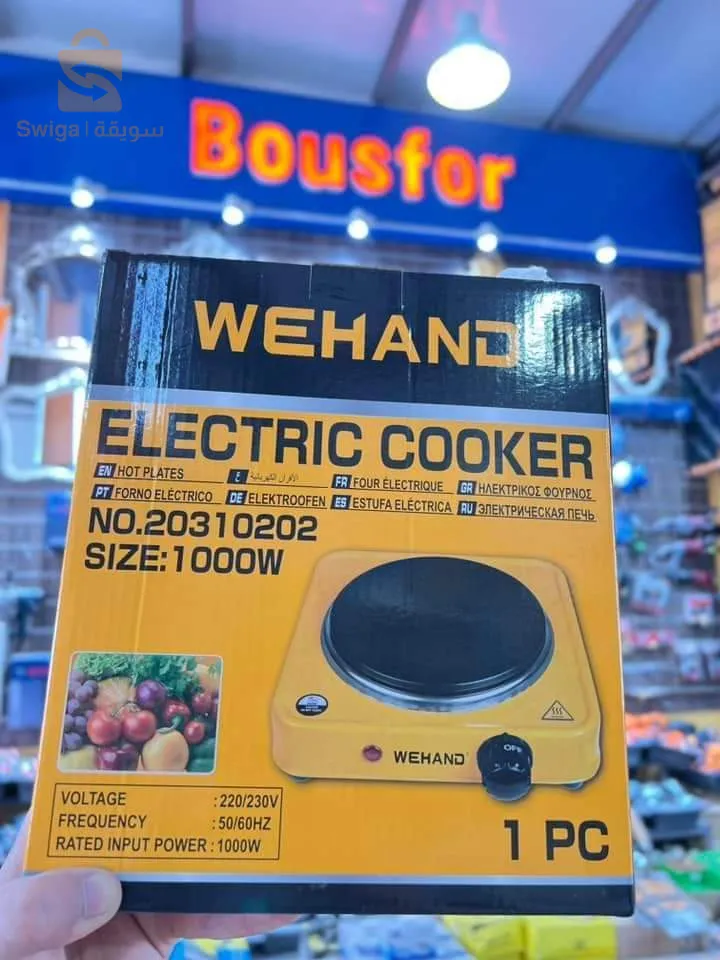 Swiga | سويقة
Bousfor
WEHAND
ELECTRIC COOKER
EN HOT PLATES
ع الأفران الكهربائية
FR FOUR ÉLECTRIQUE
GR ΗΛΕΚΤΡΙΚΟΣ ΦΟΥΡΝΟΣ
PT FORNO ELÉCTRICO
DE ELEKTROOFEN
ES ESTUFA ELÉCTRICA
RU ЭЛЕКТРИЧЕСКАЯ ПЕЧЬ
NO.20310202
SIZE:1000W
OFF
WEHAND
VOLTAGE :220/230V
FREQUENCY :50/60HZ
RATED INPUT POWER :1000W
1 PC